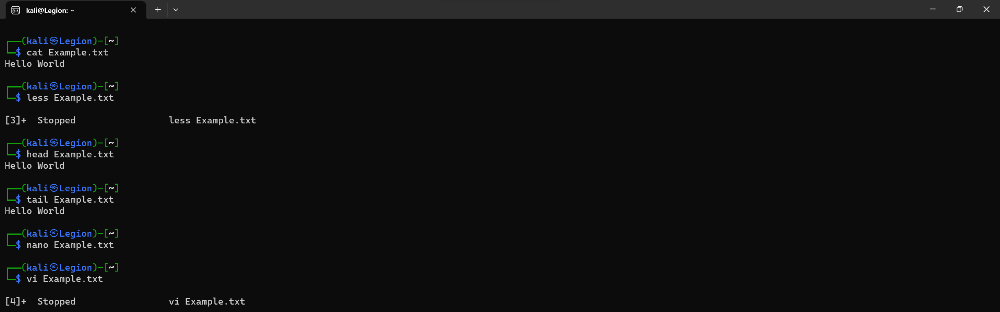 kali@Legion: ~
┌──(kali㉿Legion)-[~]
└─$ cat Example.txt
Hello World
┌──(kali㉿Legion)-[~]
└─$ less Example.txt
[3]+  Stopped                 less Example.txt
┌──(kali㉿Legion)-[~]
└─$ head Example.txt
Hello World
┌──(kali㉿Legion)-[~]
└─$ tail Example.txt
Hello World
┌──(kali㉿Legion)-[~]
└─$ nano Example.txt
┌──(kali㉿Legion)-[~]
└─$ vi Example.txt
[4]+  Stopped                 vi Example.txt